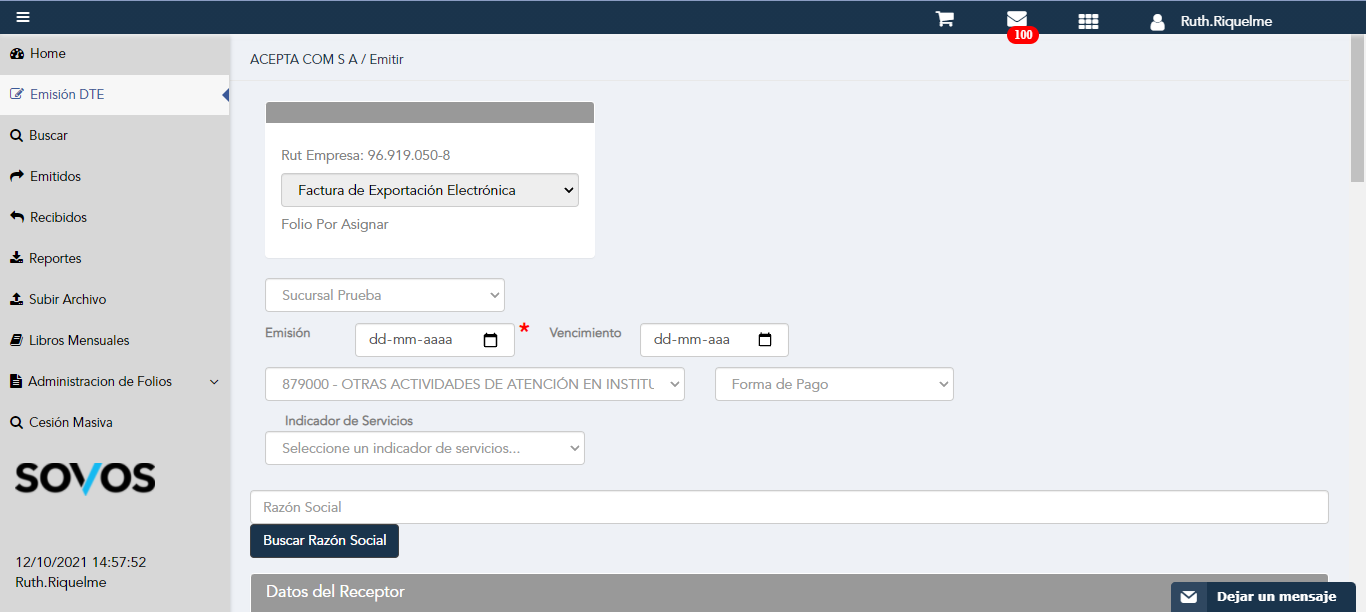 Ruth.Riquelme
100
Home
Emisión DTE
Buscar
Emitidos
Recibidos
Reportes
Subir Archivo
Libros Mensuales
Administracion de Folios
Cesión Masiva
SOVOS
12/10/2021 14:57:52
Ruth.Riquelme
ACEPTA COM S A / Emitir
Rut Empresa: 96.919.050-8
Factura de Exportación Electrónica
Folio Por Asignar
Sucursal Prueba
Emisión dd-mm-aaaa * Vencimiento dd-mm-aaa
879000 - OTRAS ACTIVIDADES DE ATENCIÓN EN INSTITU Forma de Pago
Indicador de Servicios
Seleccione un indicador de servicios...
Razón Social
Buscar Razón Social
Datos del Receptor
Dejar un mensaje